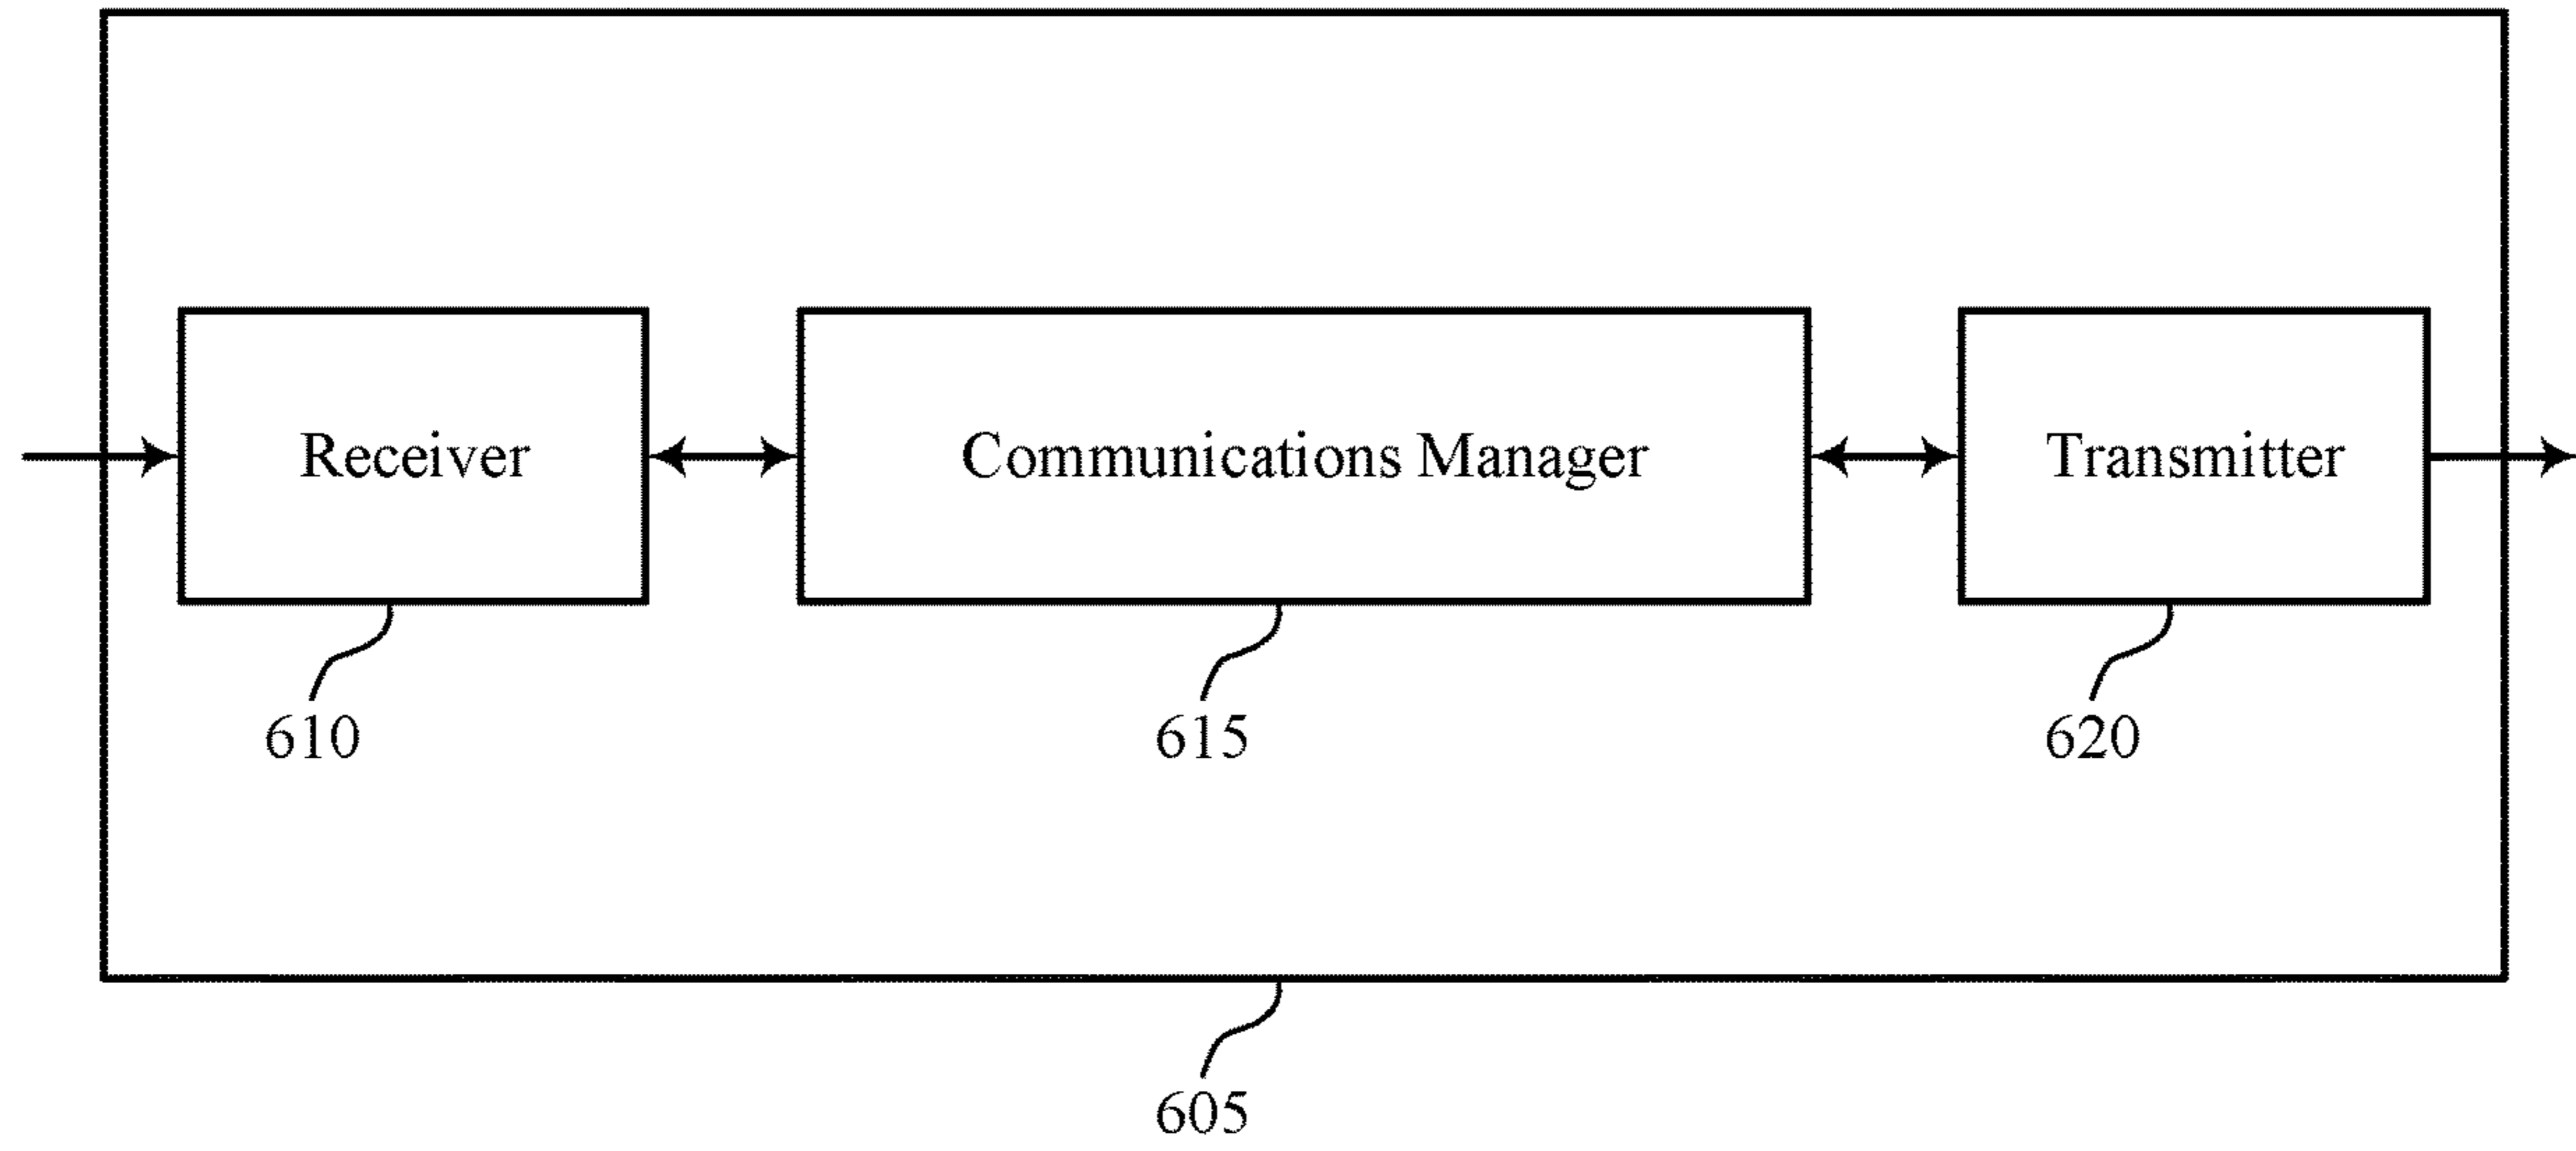 Receiver
Communications Manager
Transmitter
610
615
620
605